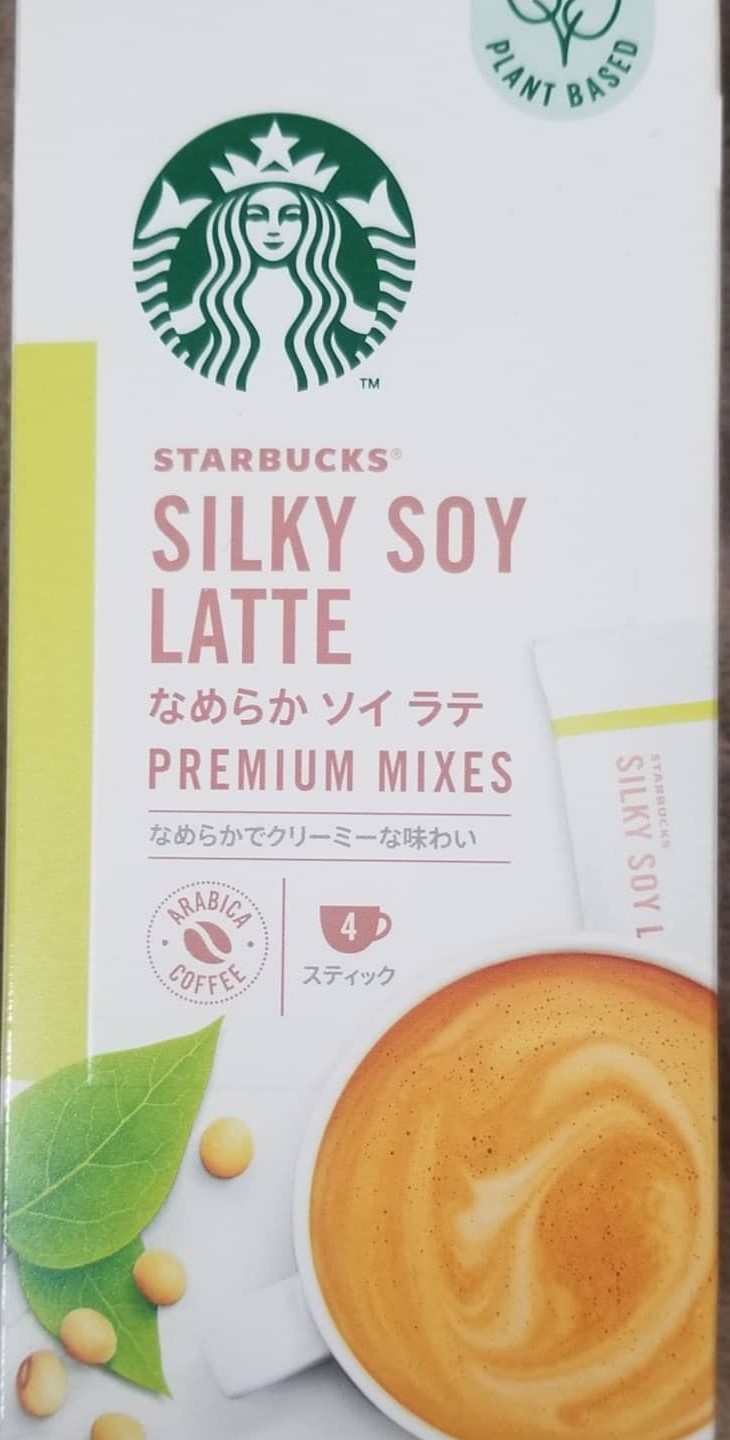 PLANT BASED
TM
STARBUCKS®
SILKY SOY
LATTE
なめらか ソイ ラテ
PREMIUM MIXES
なめらかでクリーミーな味わい
ARABICA
COFFEE
4
スティック
STARBUCKS®
SILKY SOY L